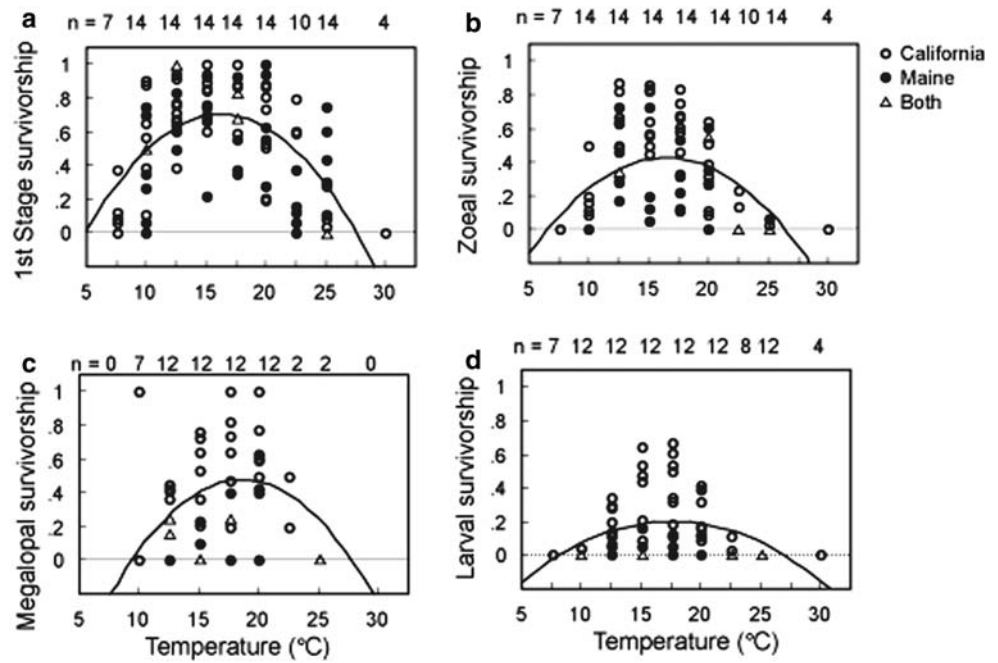 a
n = 7 14 14 14 14 14 10 14 4
1st Stage survivorship
1
.8
.6
.4
.2
0
5 10 15 20 25 30
b
n = 7 14 14 14 14 14 10 14 4
Zoeal survivorship
1
.8
.6
.4
.2
0
5 10 15 20 25 30
California
Maine
Both
c
n = 0 7 12 12 12 12 2 2 0
Megalopal survivorship
1
.8
.6
.4
.2
0
5 10 15 20 25 30
Temperature (°C)
d
n = 7 12 12 12 12 12 8 12 4
Larval survivorship
1
.8
.6
.4
.2
0
5 10 15 20 25 30
Temperature (°C)